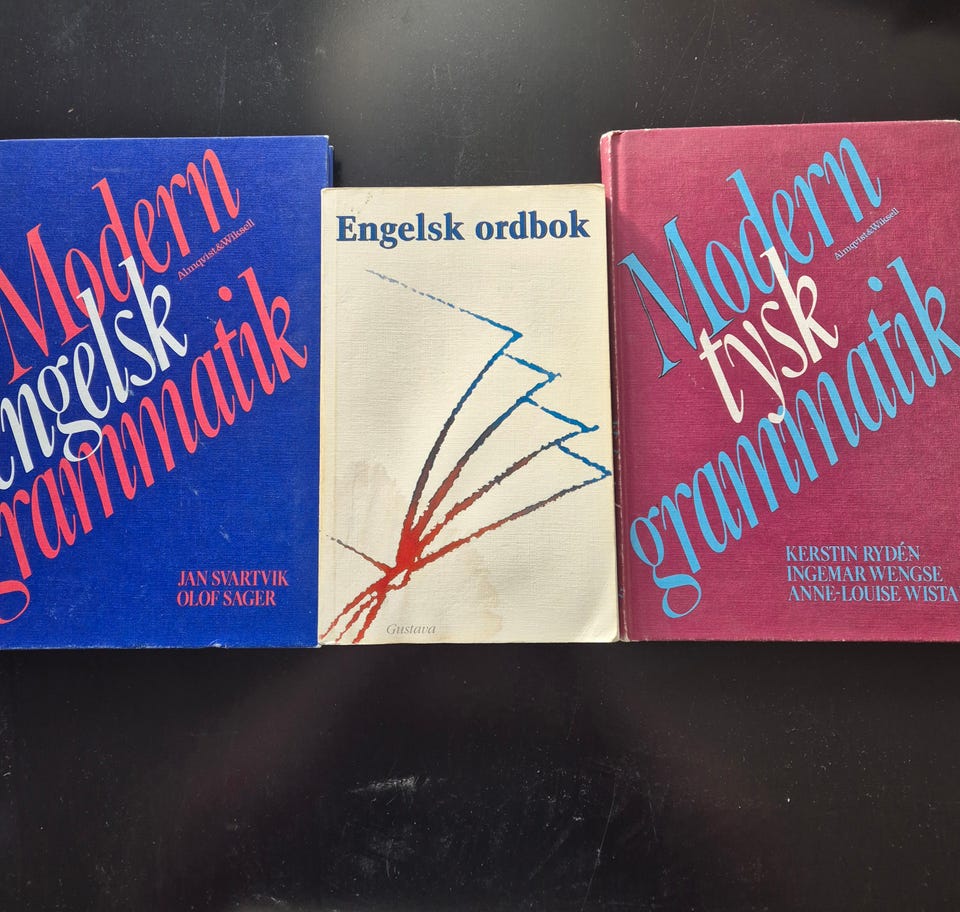 Modern
engelsk
grammatik
Almqvist&Wiksell
JAN SVARTVIK
OLOF SAGER
Engelsk ordbok
Gustava
Modern
tysk
grammatik
Almqvist&Wiksell
KERSTIN RYDÉN
INGEMAR WENGSE
ANNE-LOUISE WISTA